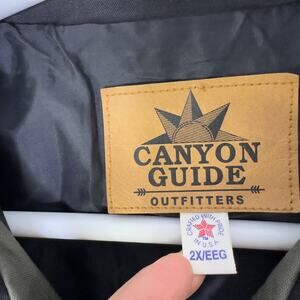 CANYON
GUIDE
OUTFITTERS
CRAFTED WITH PRIDE
IN U.S.A.
2X/EEG